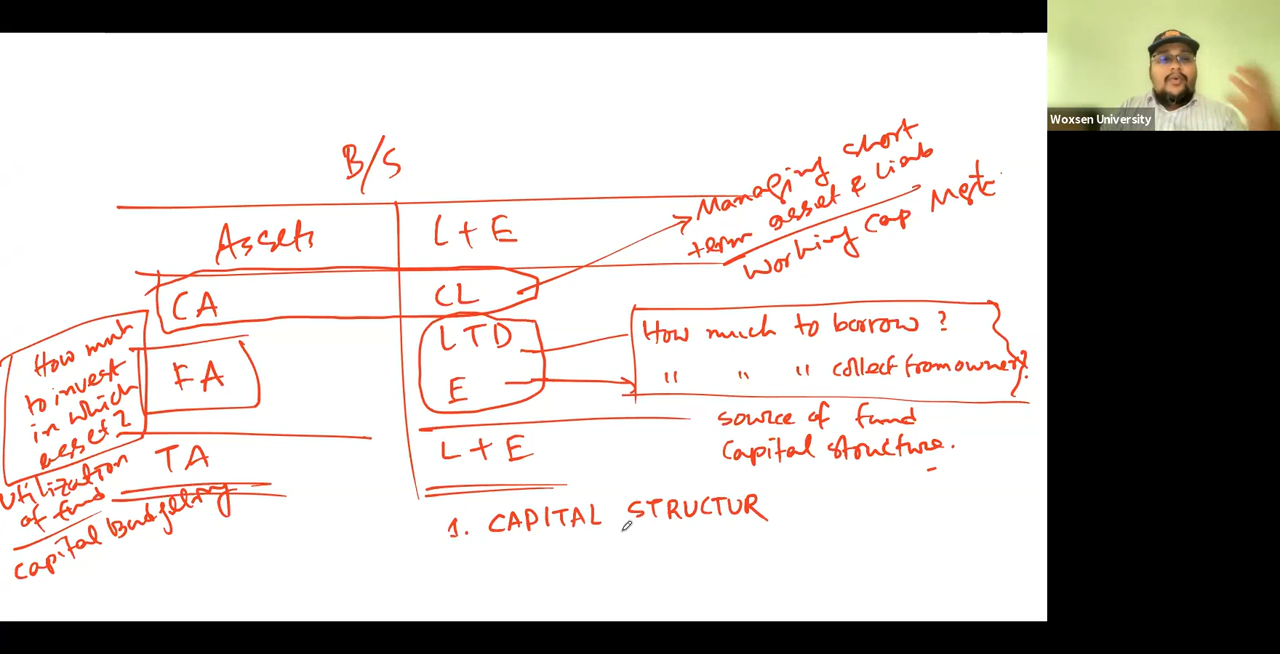 Woxsen University
B/S
Assets
L + E
CA
CL
FA
LTD
E
TA
L + E
Managing short
term asset & Liab
Working Cap Mgt
How much to borrow ?
" " " collect from owner?
source of fund
capital structure.
How much
to invest
in which
asset?
Utilization
of fund
Capital Budgeting
1. CAPITAL STRUCTUR